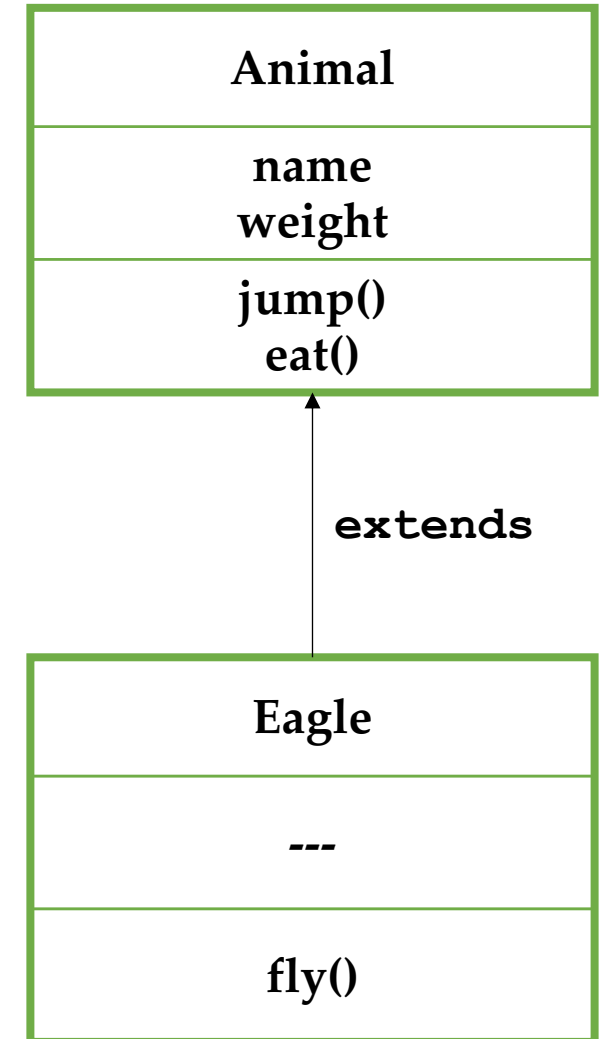 Animal
name
weight
jump()
eat()
extends
Eagle
---
fly()